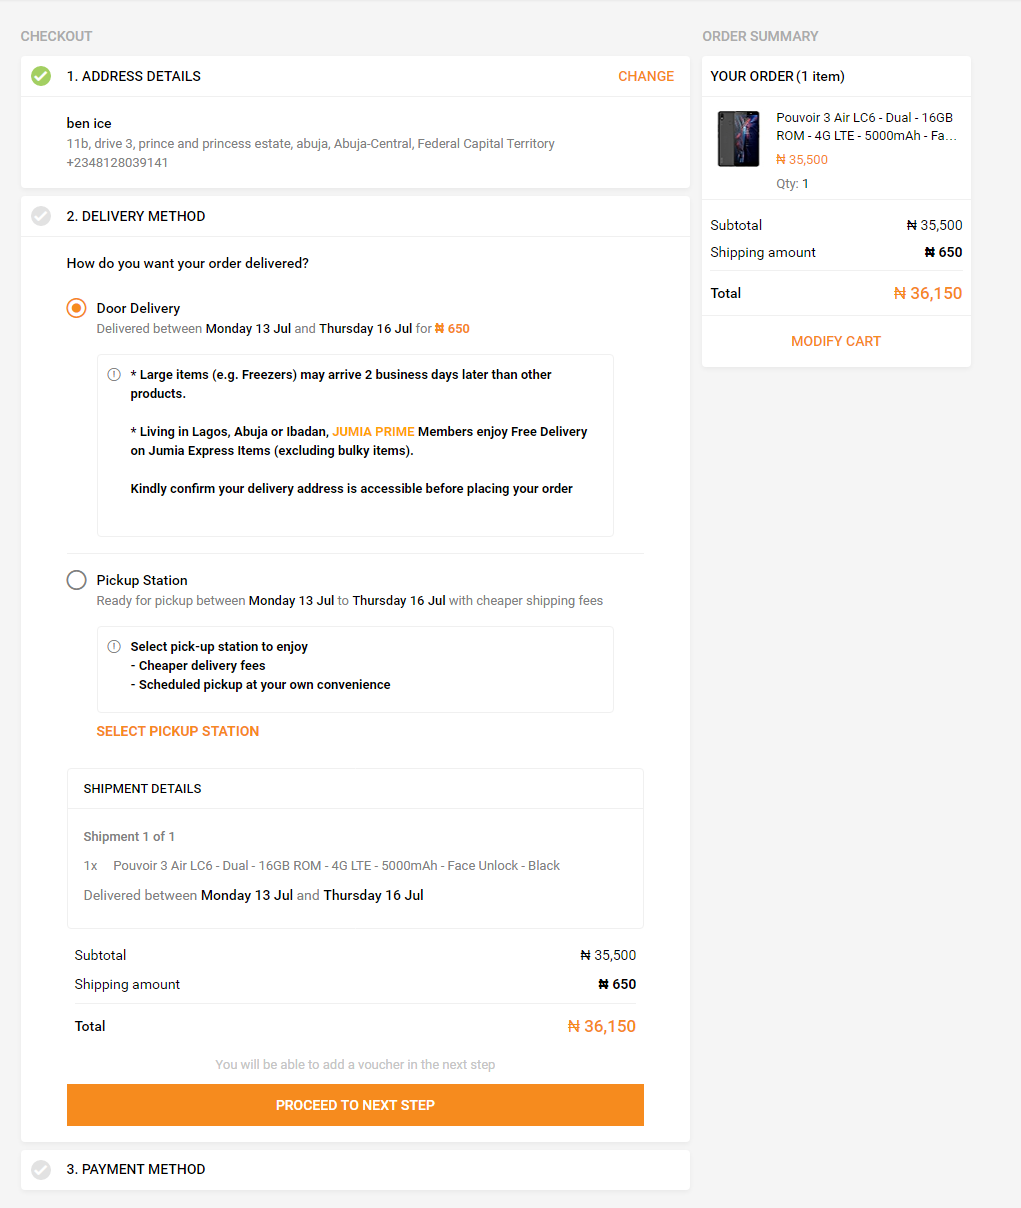 CHECKOUT
1. ADDRESS DETAILS
CHANGE
ben ice
11b, drive 3, prince and princess estate, abuja, Abuja-Central, Federal Capital Territory
+2348128039141
2. DELIVERY METHOD
How do you want your order delivered?
Door Delivery
Delivered between Monday 13 Jul and Thursday 16 Jul for ₦ 650
* Large items (e.g. Freezers) may arrive 2 business days later than other
products.
* Living in Lagos, Abuja or Ibadan, JUMIA PRIME Members enjoy Free Delivery
on Jumia Express Items (excluding bulky items).
Kindly confirm your delivery address is accessible before placing your order
Pickup Station
Ready for pickup between Monday 13 Jul to Thursday 16 Jul with cheaper shipping fees
Select pick-up station to enjoy
- Cheaper delivery fees
- Scheduled pickup at your own convenience
SELECT PICKUP STATION
SHIPMENT DETAILS
Shipment 1 of 1
1x Pouvoir 3 Air LC6 - Dual - 16GB ROM - 4G LTE - 5000mAh - Face Unlock - Black
Delivered between Monday 13 Jul and Thursday 16 Jul
Subtotal ₦ 35,500
Shipping amount ₦ 650
Total ₦ 36,150
You will be able to add a voucher in the next step
PROCEED TO NEXT STEP
3. PAYMENT METHOD
ORDER SUMMARY
YOUR ORDER (1 item)
Pouvoir 3 Air LC6 - Dual - 16GB
ROM - 4G LTE - 5000mAh - Fa...
₦ 35,500
Qty: 1
Subtotal ₦ 35,500
Shipping amount ₦ 650
Total ₦ 36,150
MODIFY CART